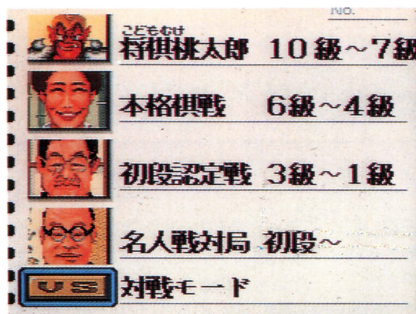 No.
こどもむけ
将棋桃太郎 10級～7級
本格棋戦 6級～4級
初段認定戦 3級～1級
名人戦対局 初段～
VS 対戦モード